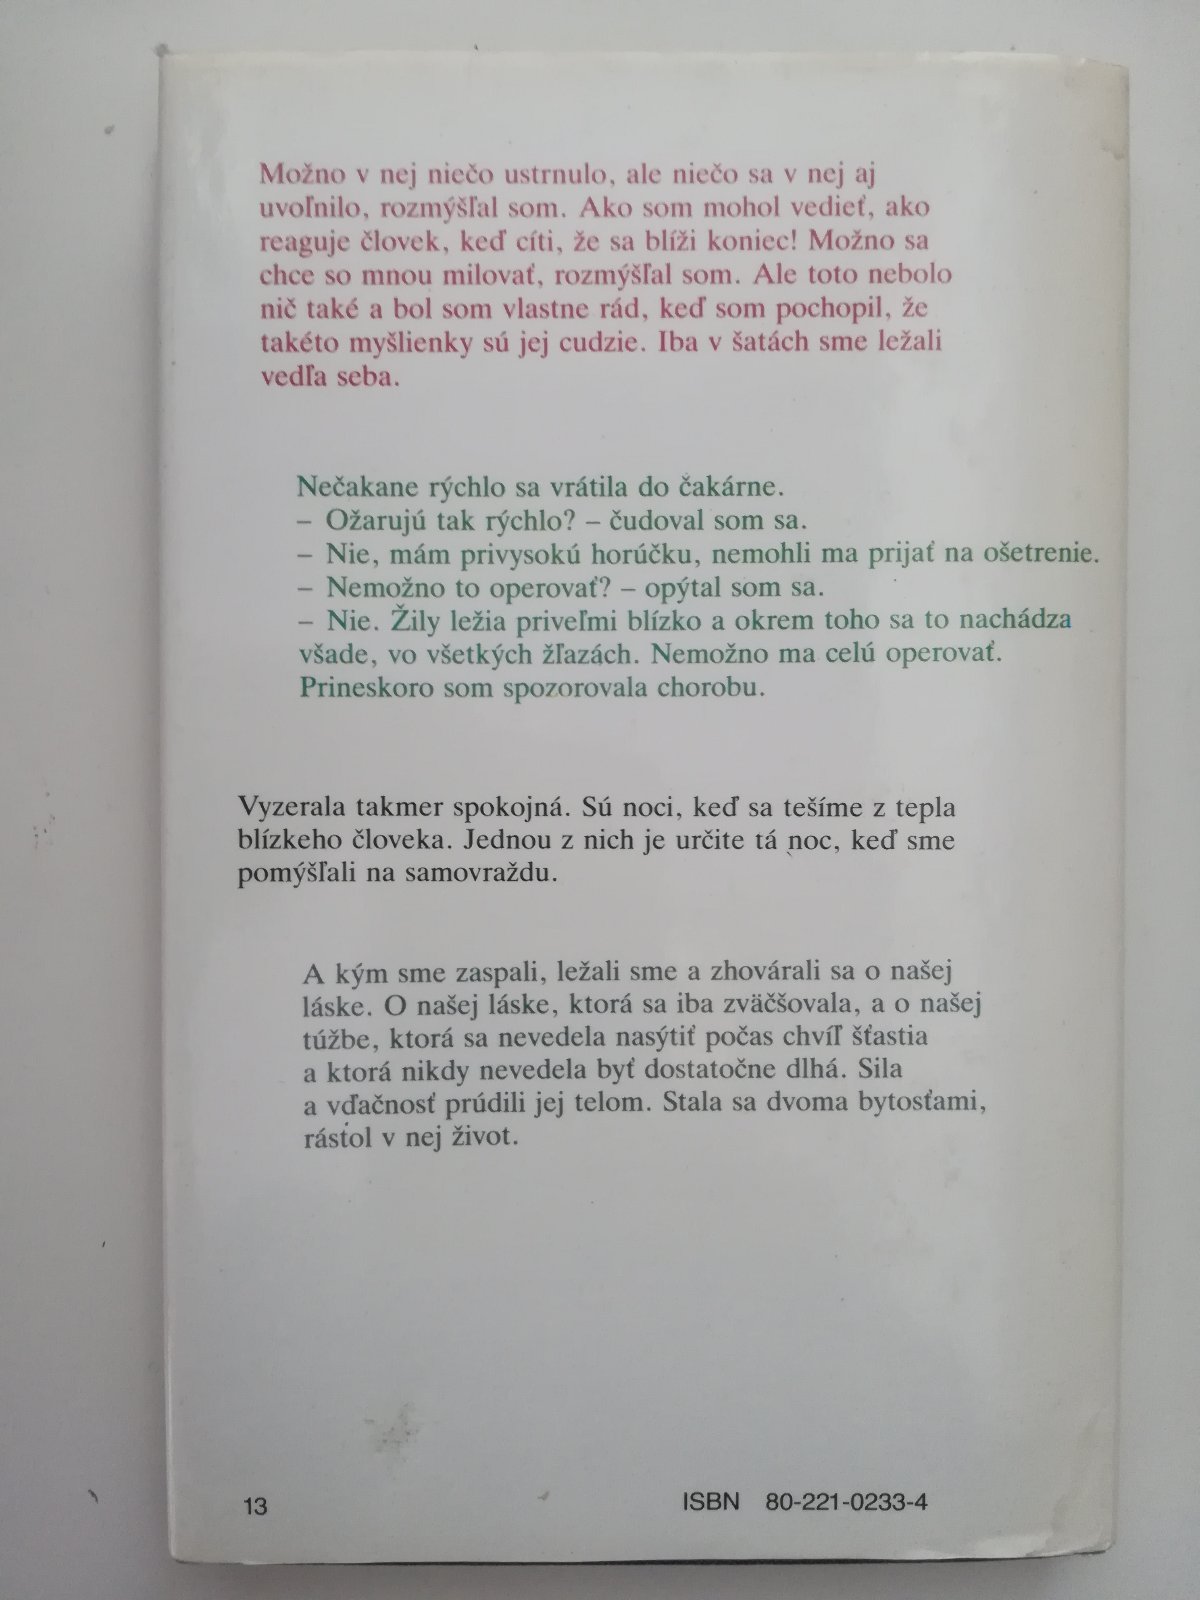 Možno v nej niečo ustrnulo, ale niečo sa v nej aj
uvoľnilo, rozmýšľal som. Ako som mohol vedieť, ako
reaguje človek, keď cíti, že sa blíži koniec! Možno sa
chce so mnou milovať, rozmýšľal som. Ale toto nebolo
nič také a bol som vlastne rád, keď som pochopil, že
takéto myšlienky sú jej cudzie. Iba v šatách sme ležali
vedľa seba.
Nečakane rýchlo sa vrátila do čakárne.
– Ožarujú tak rýchlo? – čudoval som sa.
– Nie, mám privysokú horúčku, nemohli ma prijať na ošetrenie.
– Nemožno to operovať? – opýtal som sa.
– Nie. Žily ležia priveľmi blízko a okrem toho sa to nachádza
všade, vo všetkých žľazách. Nemožno ma celú operovať.
Prineskoro som spozorovala chorobu.
Vyzerala takmer spokojná. Sú noci, keď sa tešíme z tepla
blízkeho človeka. Jednou z nich je určite tá noc, keď sme
pomýšľali na samovraždu.
A kým sme zaspali, ležali sme a zhovárali sa o našej
láske. O našej láske, ktorá sa iba zväčšovala, a o našej
túžbe, ktorá sa nevedela nasýtiť počas chvíľ šťastia
a ktorá nikdy nevedela byť dostatočne dlhá. Sila
a vďačnosť prúdili jej telom. Stala sa dvoma bytosťami,
rástol v nej život.
13 ISBN 80-221-0233-4